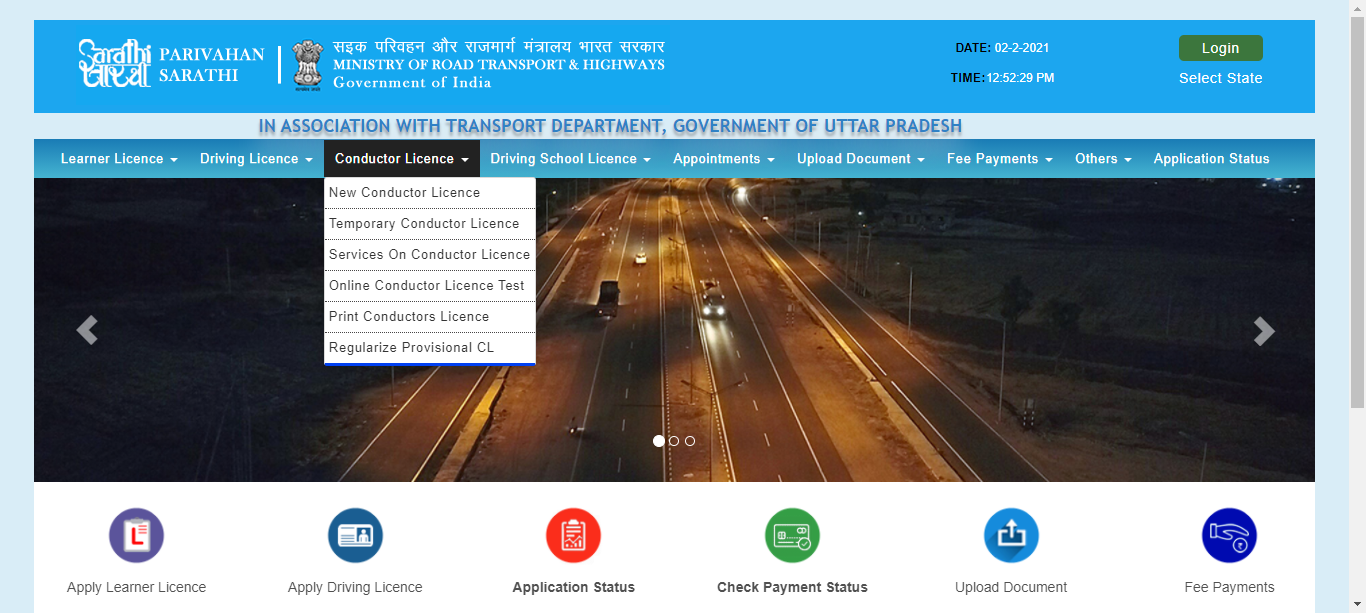 Sarathi
सारथी
PARIVAHAN
SARATHI
सड़क परिवहन और राजमार्ग मंत्रालय भारत सरकार
MINISTRY OF ROAD TRANSPORT & HIGHWAYS
Government of India
DATE: 02-2-2021
TIME:12:52:29 PM
Login
Select State
IN ASSOCIATION WITH TRANSPORT DEPARTMENT, GOVERNMENT OF UTTAR PRADESH
Learner Licence Driving Licence Conductor Licence Driving School Licence Appointments Upload Document Fee Payments Others Application Status
New Conductor Licence
Temporary Conductor Licence
Services On Conductor Licence
Online Conductor Licence Test
Print Conductors Licence
Regularize Provisional CL
L
Apply Learner Licence Apply Driving Licence Application Status Check Payment Status Upload Document Fee Payments